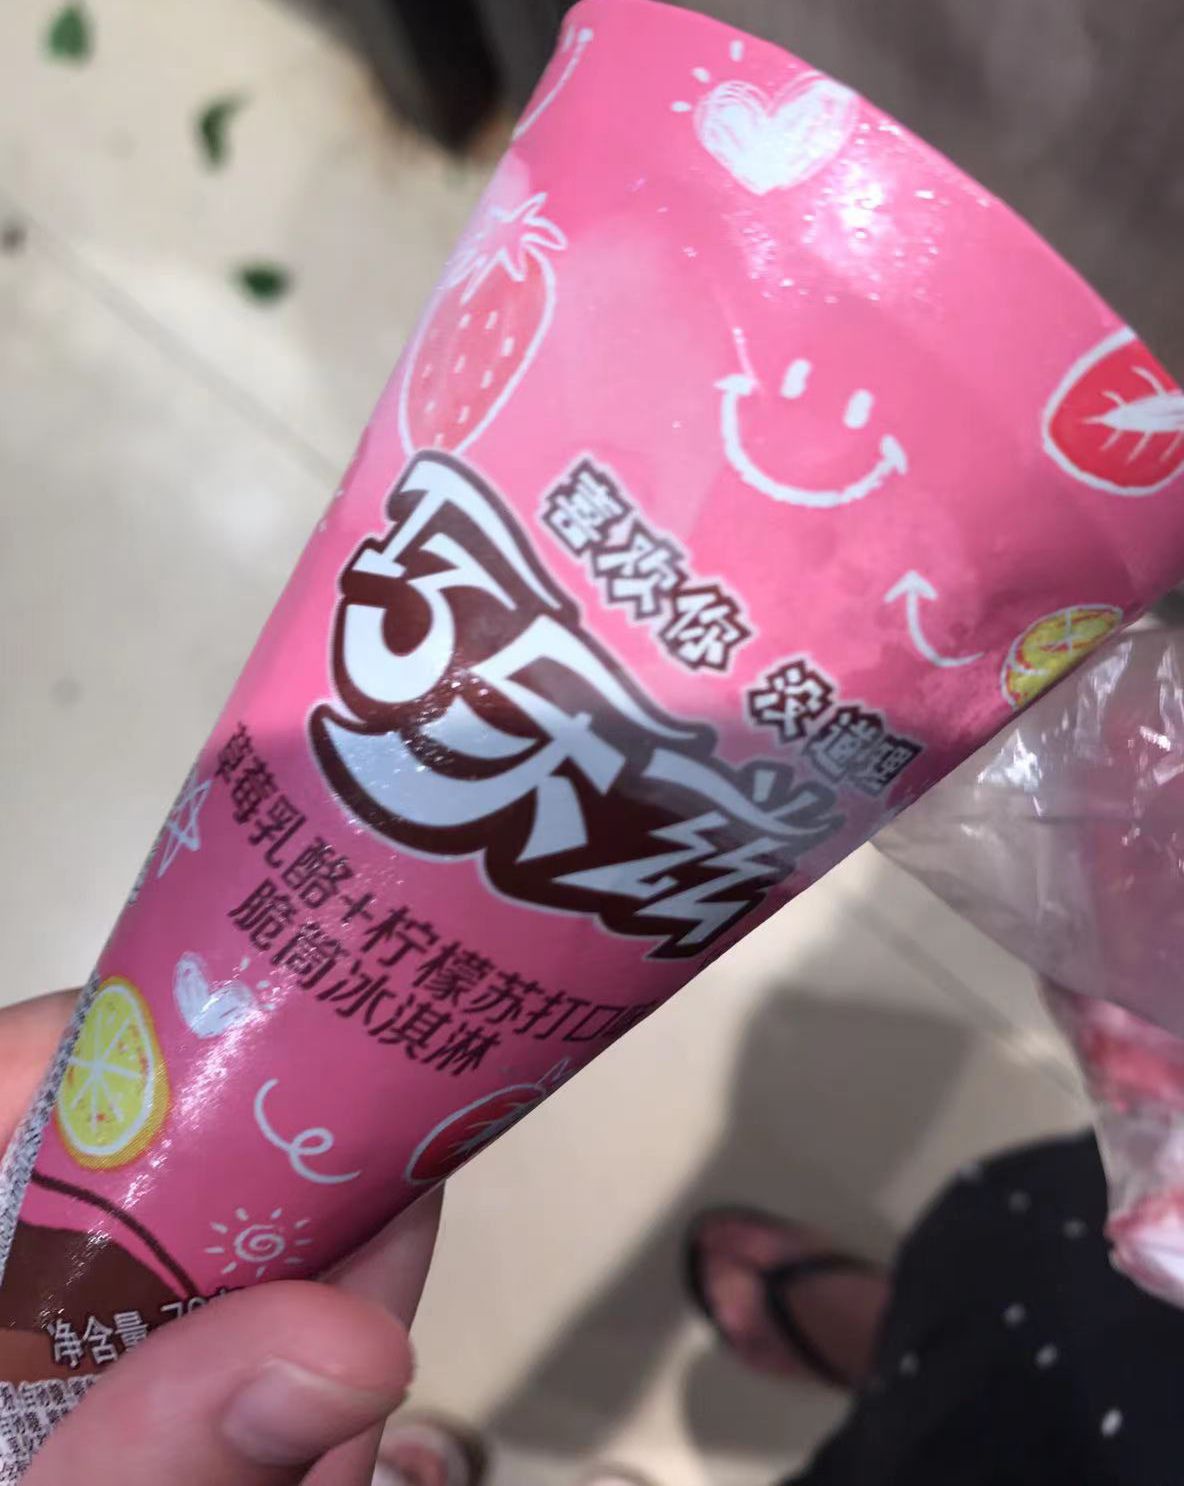 喜欢你 没道理
巧乐兹
草莓乳酪+柠檬苏打口味
脆筒冰淇淋
净含量